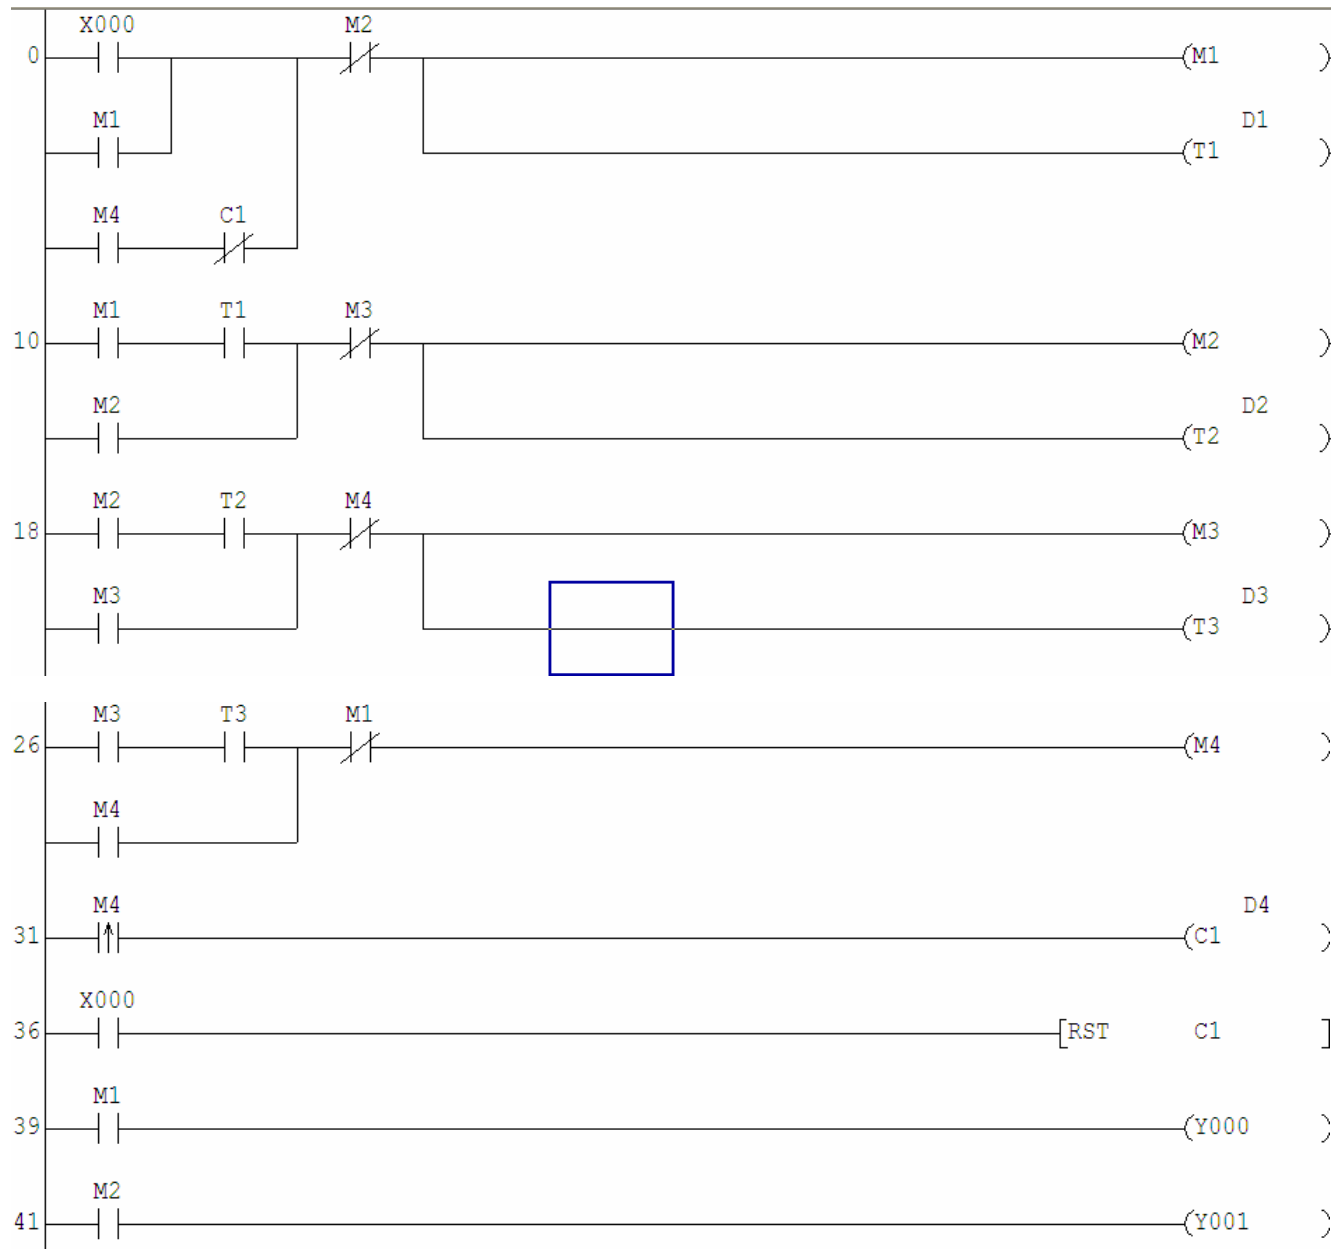 X000 M2
0 (M1 )
M1 D1
(T1 )
M4 C1
M1 T1 M3
10 (M2 )
M2 D2
(T2 )
M2 T2 M4
18 (M3 )
M3 D3
(T3 )
M3 T3 M1
26 (M4 )
M4
M4 D4
31 (C1 )
X000
36 [RST C1 ]
M1
39 (Y000 )
M2
41 (Y001 )